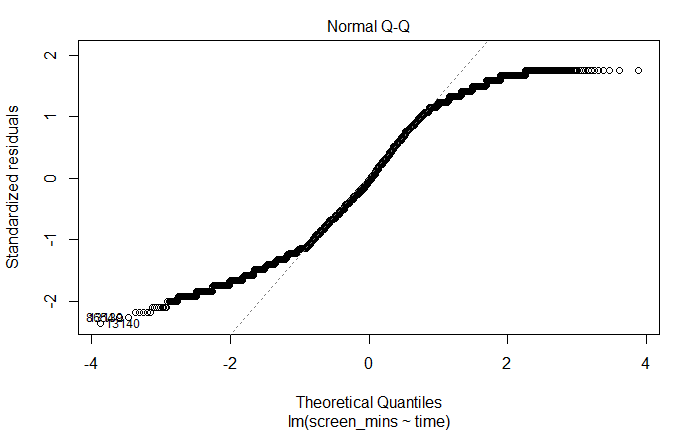 Normal Q-Q
Standardized residuals
2
1
0
-1
-2
13140
-4
-2
0
2
4
Theoretical Quantiles
lm(screen_mins ~ time)